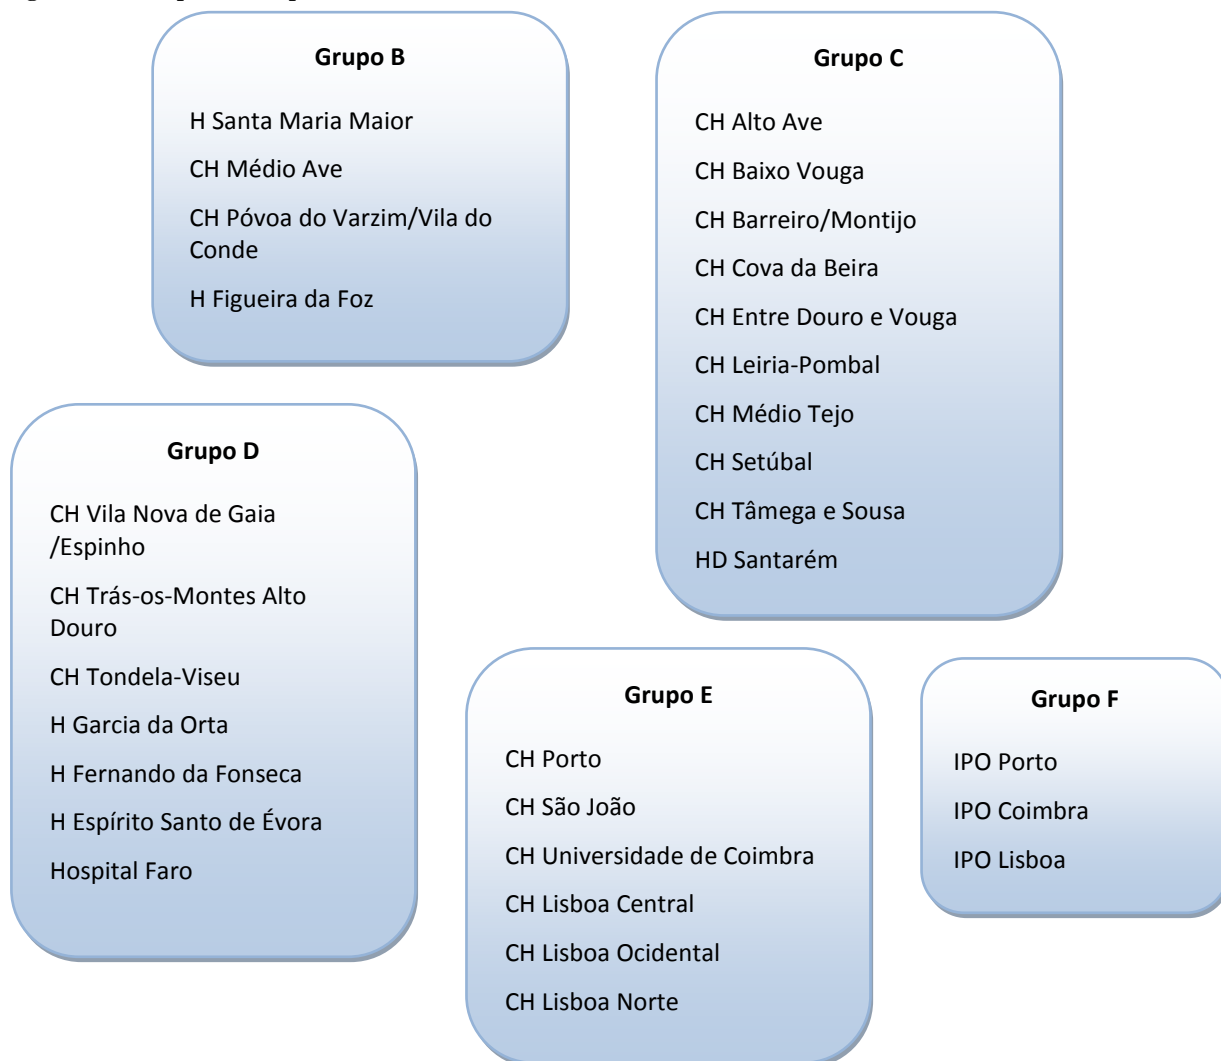 Grupo B
H Santa Maria Maior
CH Médio Ave
CH Póvoa do Varzim/Vila do
Conde
H Figueira da Foz
Grupo C
CH Alto Ave
CH Baixo Vouga
CH Barreiro/Montijo
CH Cova da Beira
CH Entre Douro e Vouga
CH Leiria-Pombal
CH Médio Tejo
CH Setúbal
CH Tâmega e Sousa
HD Santarém
Grupo D
CH Vila Nova de Gaia
/Espinho
CH Trás-os-Montes Alto
Douro
CH Tondela-Viseu
H Garcia da Orta
H Fernando da Fonseca
H Espírito Santo de Évora
Hospital Faro
Grupo E
CH Porto
CH São João
CH Universidade de Coimbra
CH Lisboa Central
CH Lisboa Ocidental
CH Lisboa Norte
Grupo F
IPO Porto
IPO Coimbra
IPO Lisboa